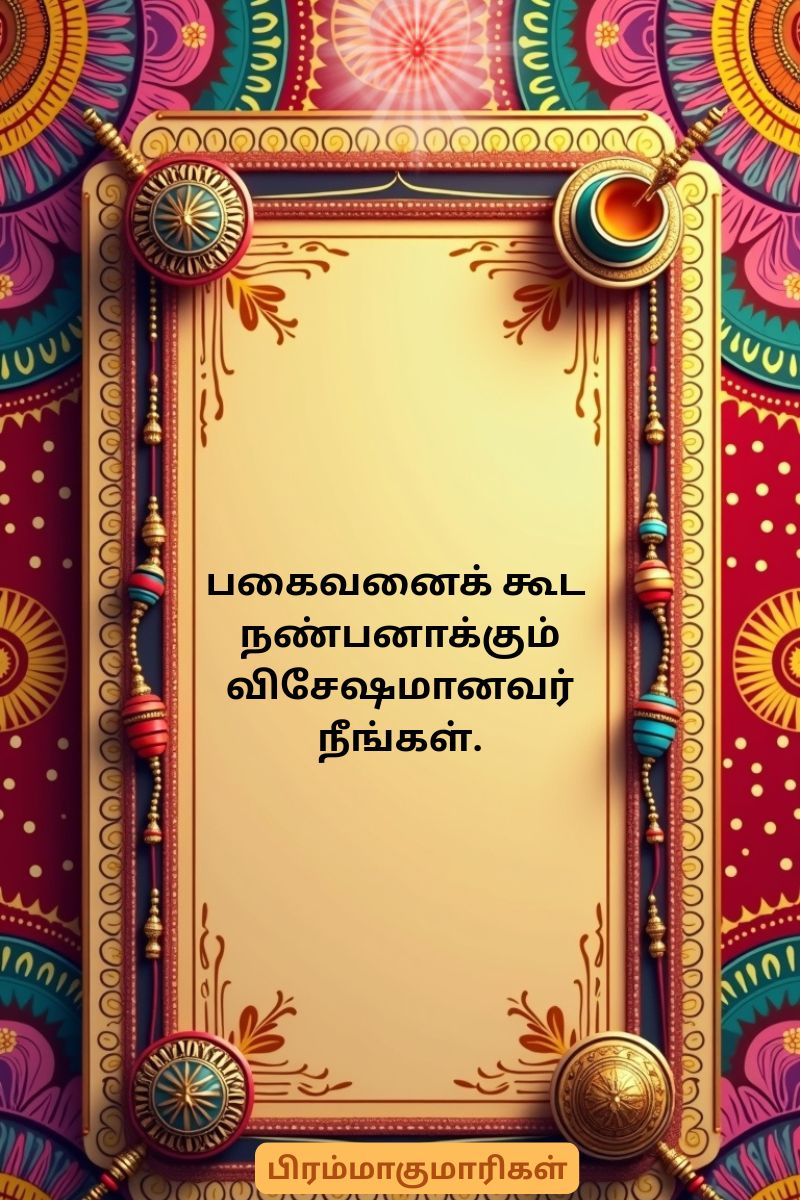 பகைவனைக் கூட
நண்பனாக்கும்
விசேஷமானவர்
நீங்கள்.
பிரம்மாகுமாரிகள்